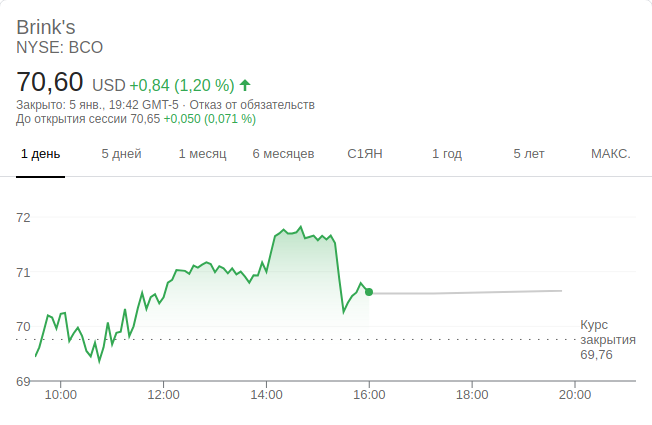 Brink's
NYSE: BCO
70,60 USD +0,84 (1,20 %)
Закрыто: 5 янв., 19:42 GMT-5 · Отказ от обязательств
До открытия сессии 70,65 +0,050 (0,071 %)
1 день 5 дней 1 месяц 6 месяцев С1ЯН 1 год 5 лет МАКС.
72
71
70
Курс
закрытия
69,76
69
10:00 12:00 14:00 16:00 18:00 20:00